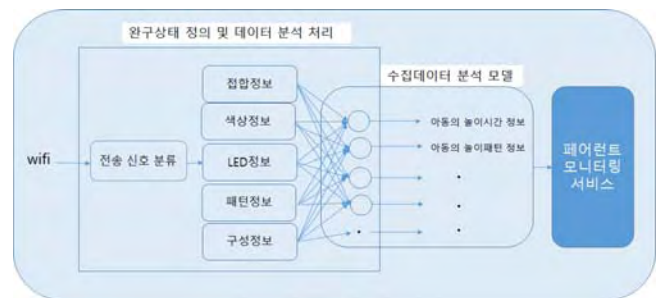 완구상태 정의 및 데이터 분석 처리
수집데이터 분석 모델
wifi
전송 신호 분류
접합정보
색상정보
LED정보
패턴정보
구성정보
아동의 놀이시간 정보
아동의 놀이패턴 정보
페어런트
모니터링
서비스